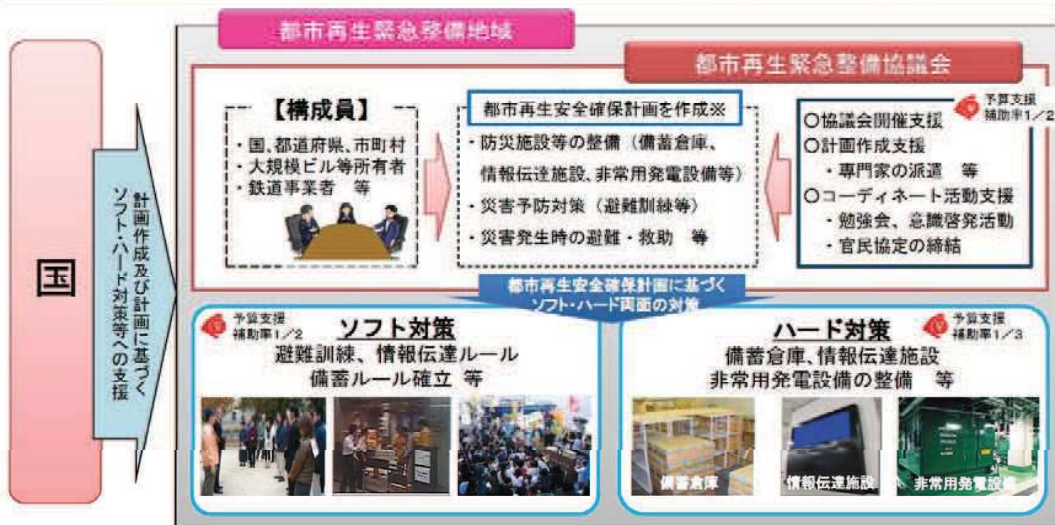 都市再生緊急整備地域
都市再生緊急整備協議会
国
計画作成及び計画に基づく
ソフト・ハード対策等への支援
【構成員】
・国、都道府県、市町村
・大規模ビル等所有者
・鉄道事業者 等
都市再生安全確保計画を作成※
・防災施設等の整備（備蓄倉庫、
情報伝達施設、非常用発電設備等）
・災害予防対策（避難訓練等）
・災害発生時の避難・救助 等
予算支援
補助率1／2
〇協議会開催支援
〇計画作成支援
・専門家の派遣 等
〇コーディネート活動支援
・勉強会、意識啓発活動
・官民協定の締結
都市再生安全確保計画に基づく
ソフト・ハード両面の対策
予算支援
補助率1／2
ソフト対策
避難訓練、情報伝達ルール
備蓄ルール確立 等
ハード対策
予算支援
補助率1／3
備蓄倉庫、情報伝達施設
非常用発電設備の整備 等
備蓄倉庫
情報伝達施設
非常用発電設備